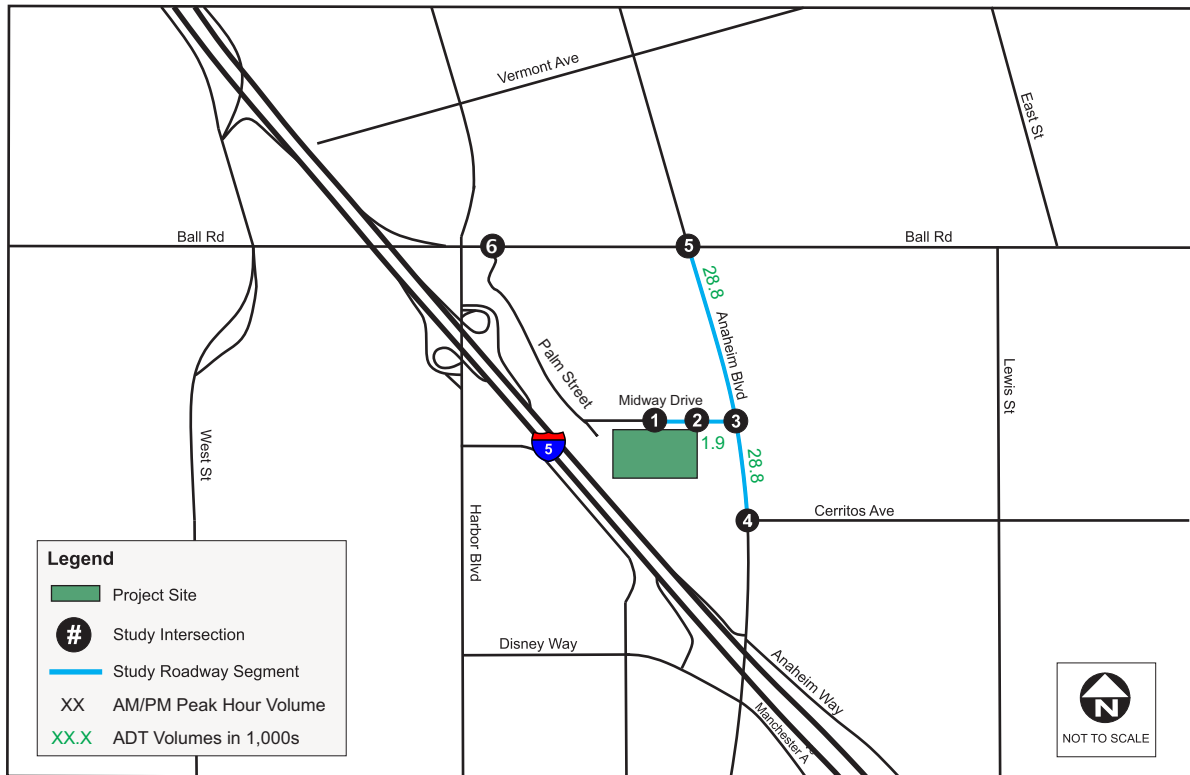 Vermont Ave
East St
Ball Rd
6
5
Ball Rd
28.8
Anaheim Blvd
Palm Street
Midway Drive
1
2
3
1.9
28.8
Lewis St
5
West St
Harbor Blvd
4
Cerritos Ave
Disney Way
Anaheim Way
Manchester A
Legend
Project Site
# Study Intersection
Study Roadway Segment
XX AM/PM Peak Hour Volume
XX.X ADT Volumes in 1,000s
N
NOT TO SCALE